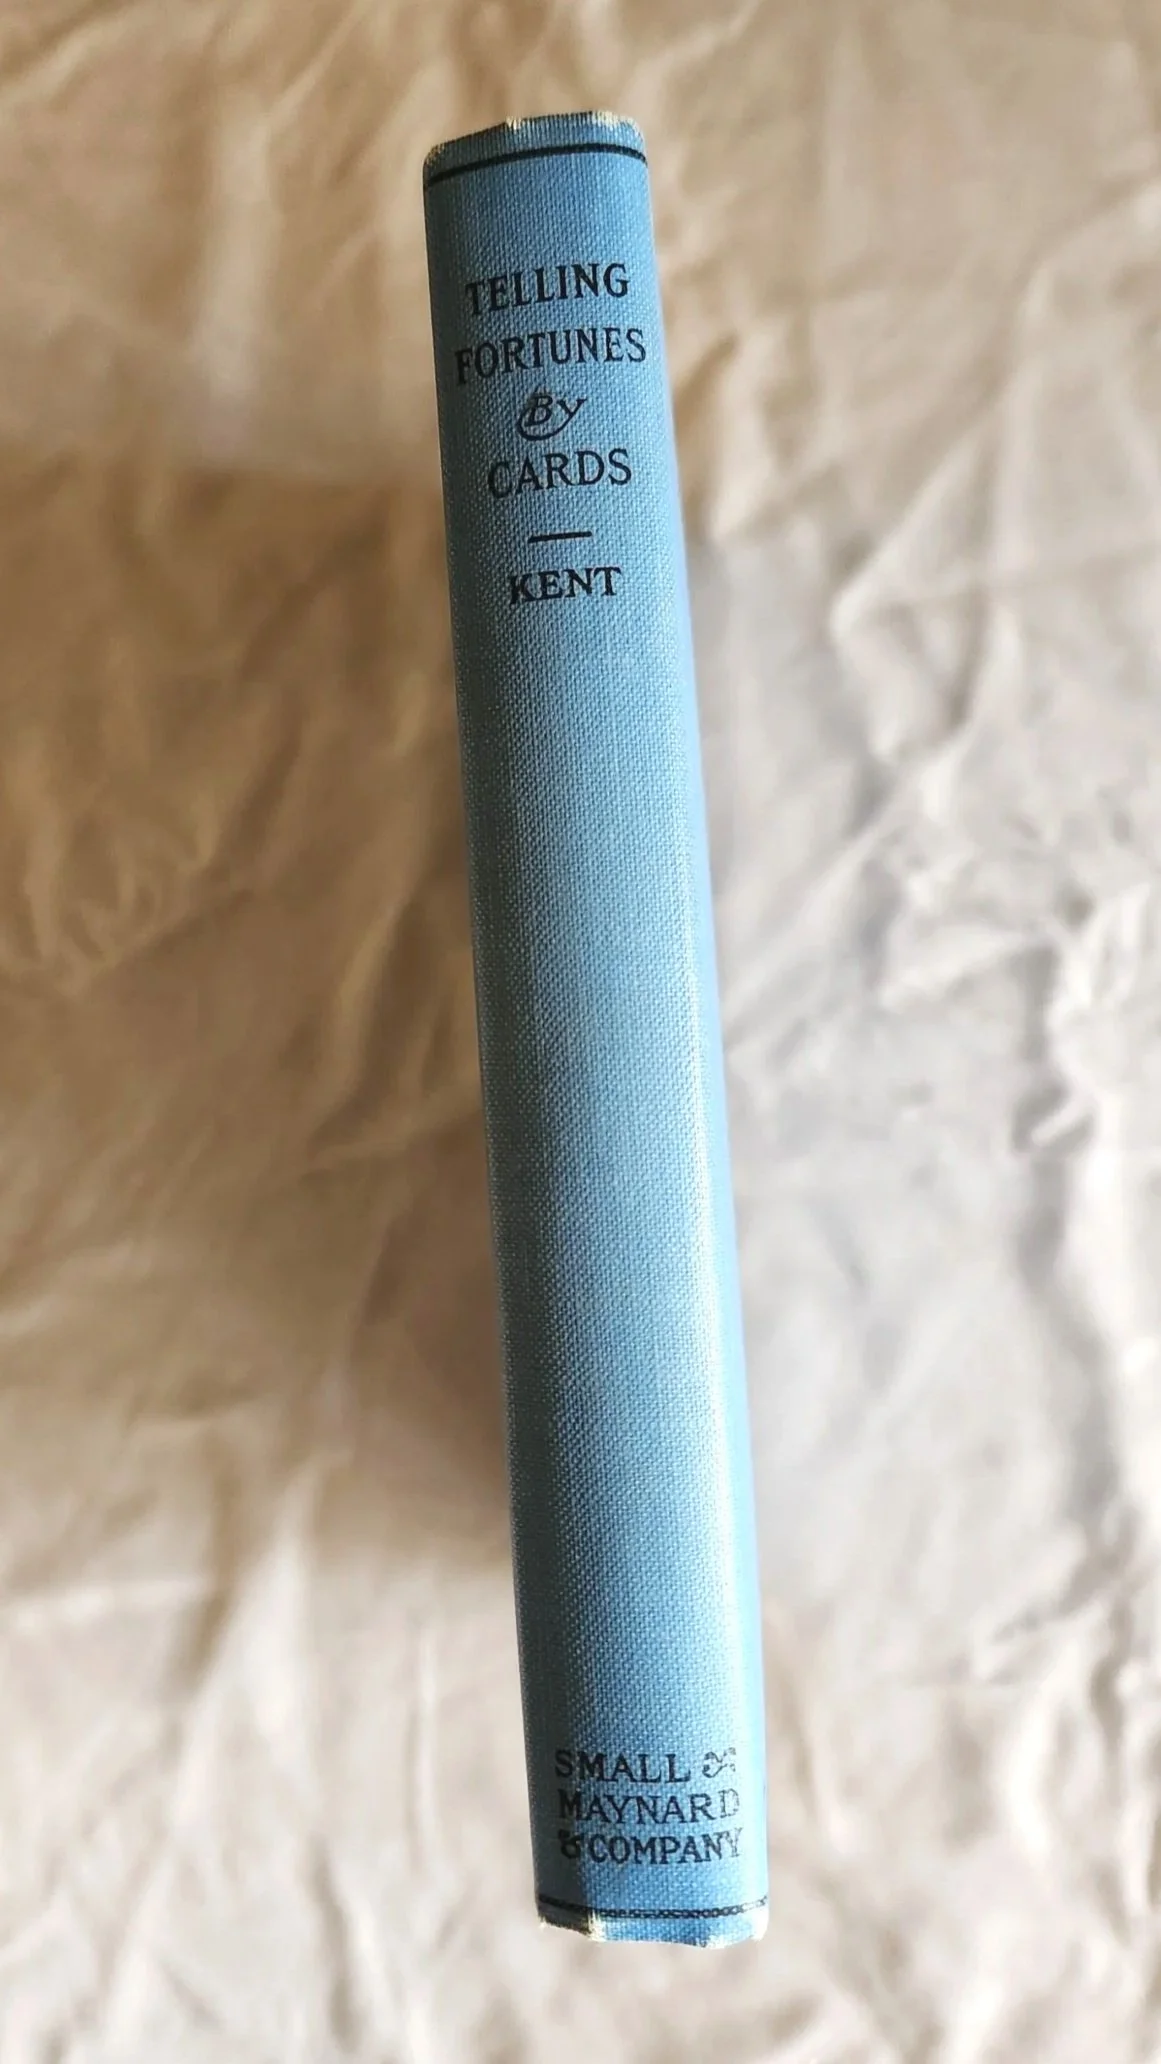 TELLING
FORTUNES
By
CARDS
KENT
SMALL
MAYNARD
& COMPANY